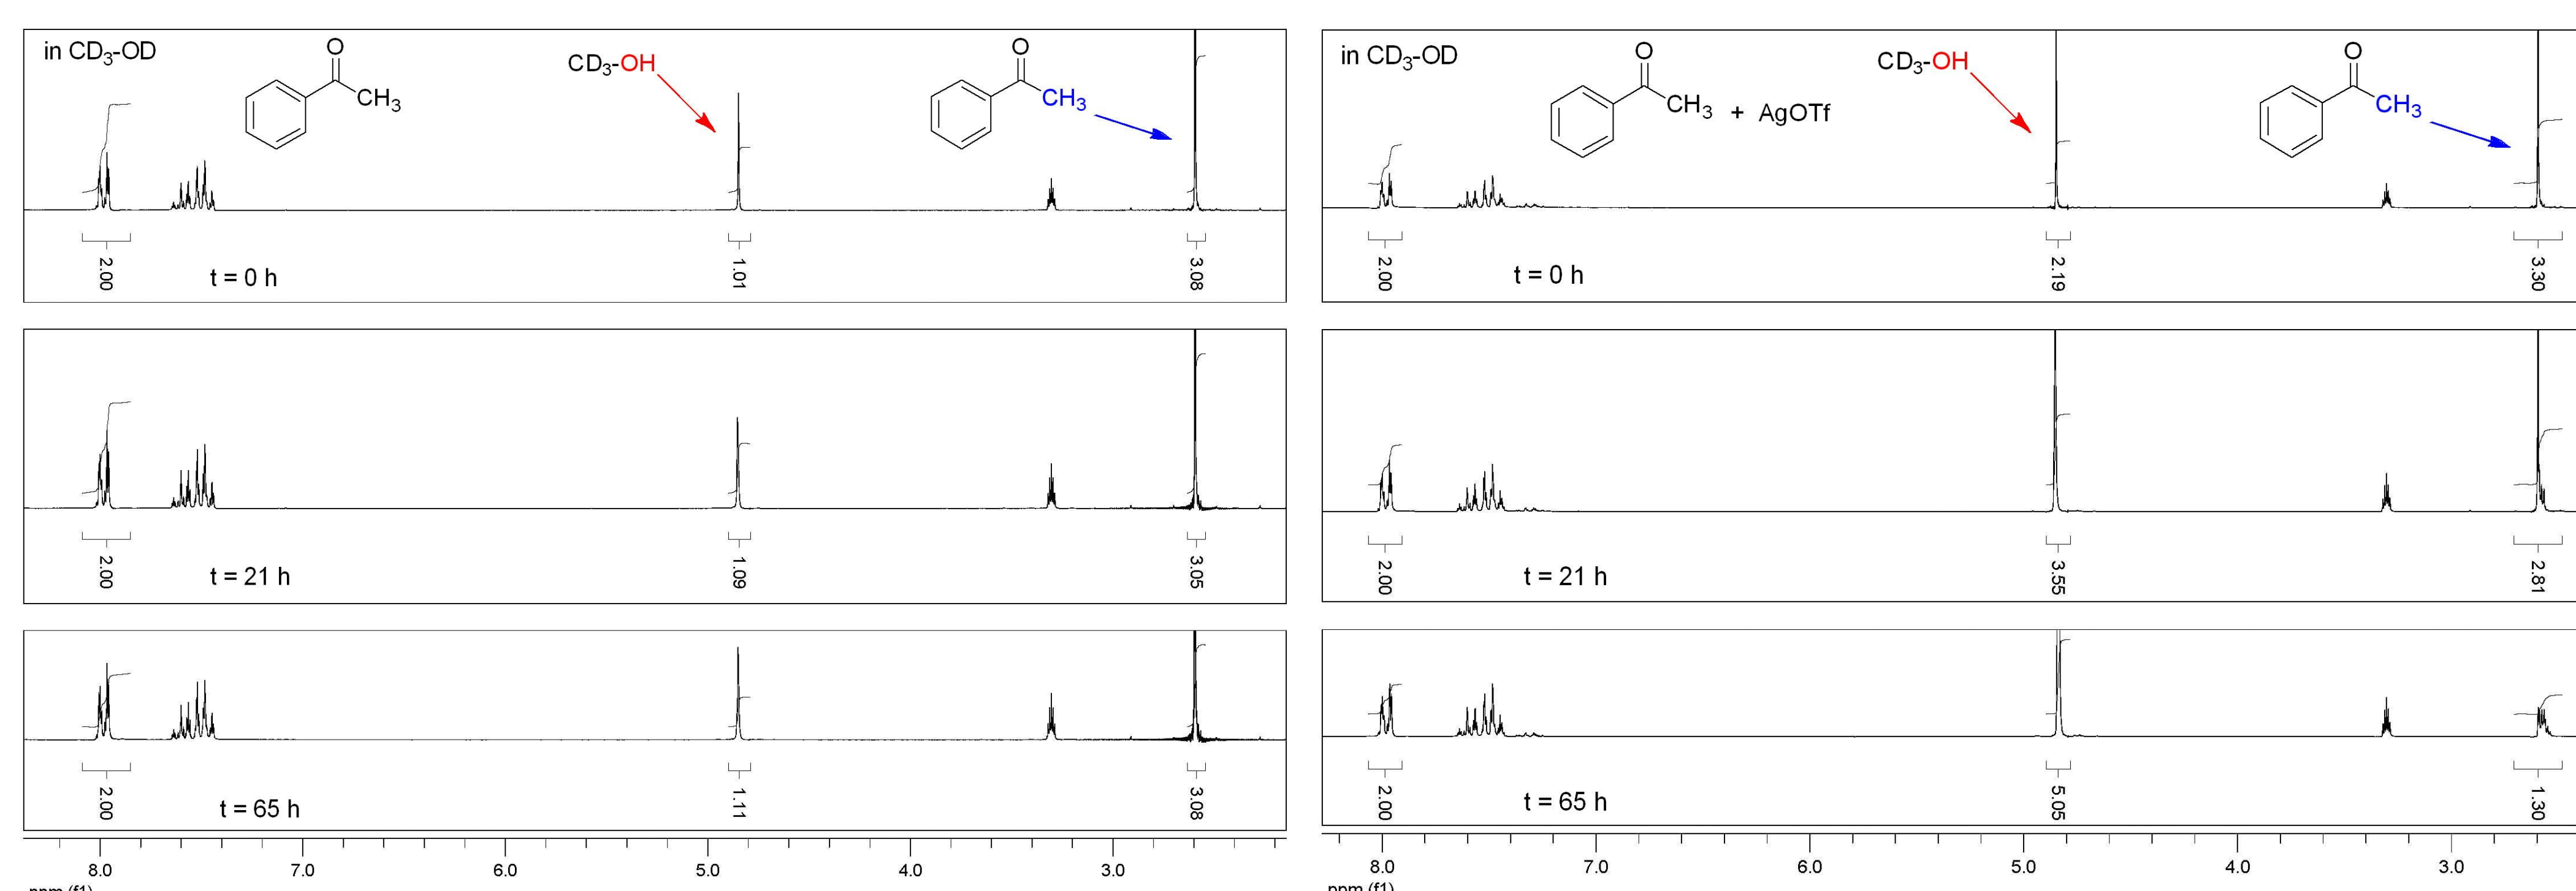 in CD3-OD
O
CH3
CD3-OH
O
CH3
2.00
1.01
3.08
t = 0 h
2.00
1.09
3.05
t = 21 h
2.00
1.11
3.08
t = 65 h
8.0 7.0 6.0 5.0 4.0 3.0
ppm (f1)
in CD3-OD
O
CH3 + AgOTf
CD3-OH
O
CH3
2.00
2.19
3.30
t = 0 h
2.00
3.55
2.81
t = 21 h
2.00
5.05
1.30
t = 65 h
8.0 7.0 6.0 5.0 4.0 3.0
ppm (f1)